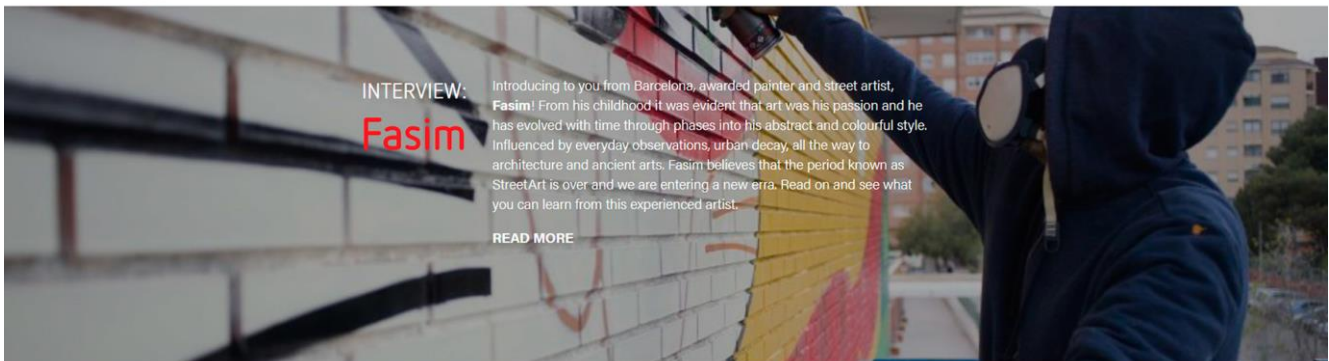 INTERVIEW:
Fasim
Introducing to you from Barcelona, awarded painter and street artist,
Fasim! From his childhood it was evident that art was his passion and he
has evolved with time through phases into his abstract and colourful style.
Influenced by everyday observations, urban decay, all the way to
architecture and ancient arts. Fasim believes that the period known as
StreetArt is over and we are entering a new erra. Read on and see what
you can learn from this experienced artist.
READ MORE